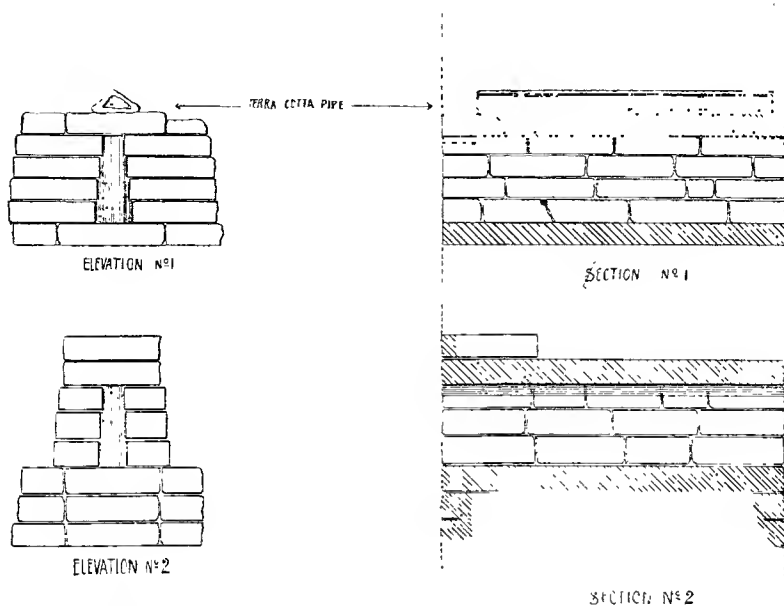 TERRA COTTA PIPE
ELEVATION Nº1
SECTION Nº1
ELEVATION Nº2
SECTION Nº2